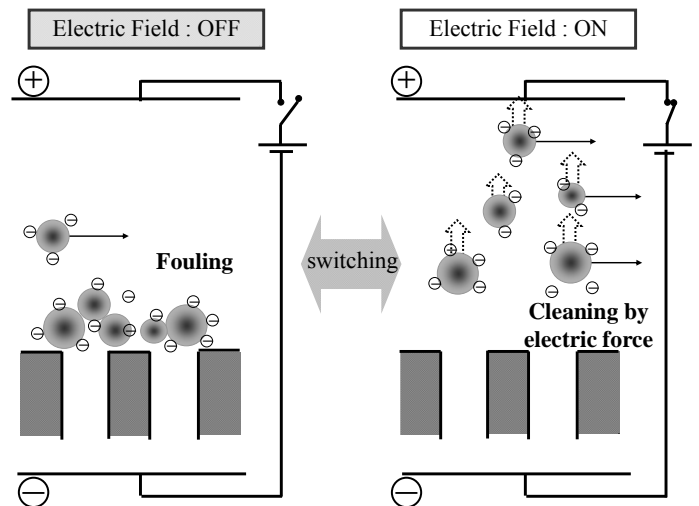 Electric Field : OFF
Electric Field : ON
+
+
Fouling
switching
Cleaning by
electric force
−
−